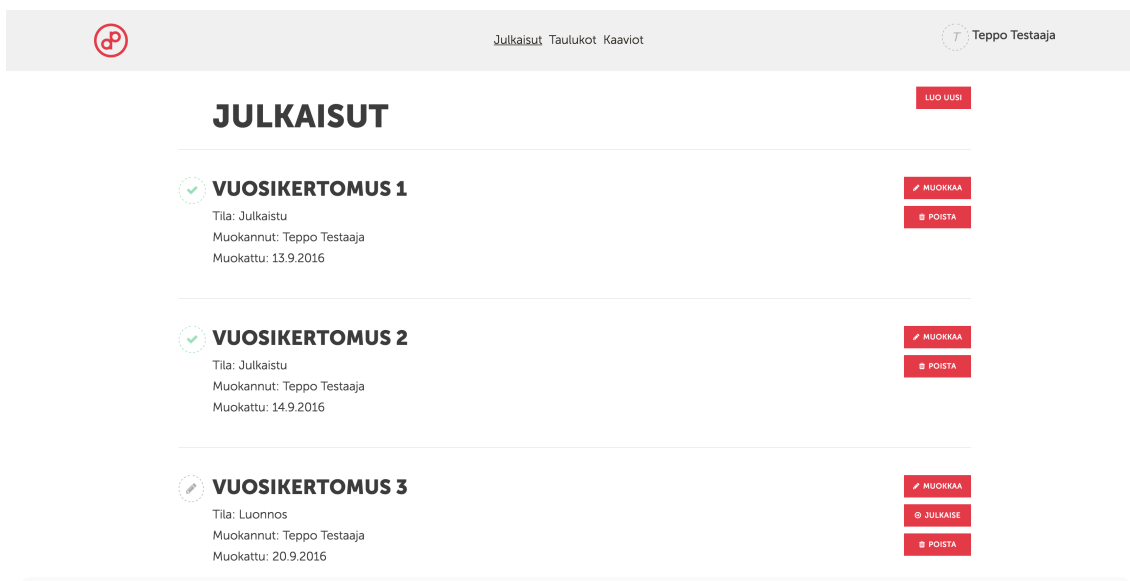 Julkaisut Taulukot Kaaviot
T Teppo Testaaja
JULKAISUT
LUO UUSI
VUOSIKERTOMUS 1
Tila: Julkaistu
Muokannut: Teppo Testaaja
Muokattu: 13.9.2016
MUOKKAA
POISTA
VUOSIKERTOMUS 2
Tila: Julkaistu
Muokannut: Teppo Testaaja
Muokattu: 14.9.2016
MUOKKAA
POISTA
VUOSIKERTOMUS 3
Tila: Luonnos
Muokannut: Teppo Testaaja
Muokattu: 20.9.2016
MUOKKAA
JULKAISE
POISTA